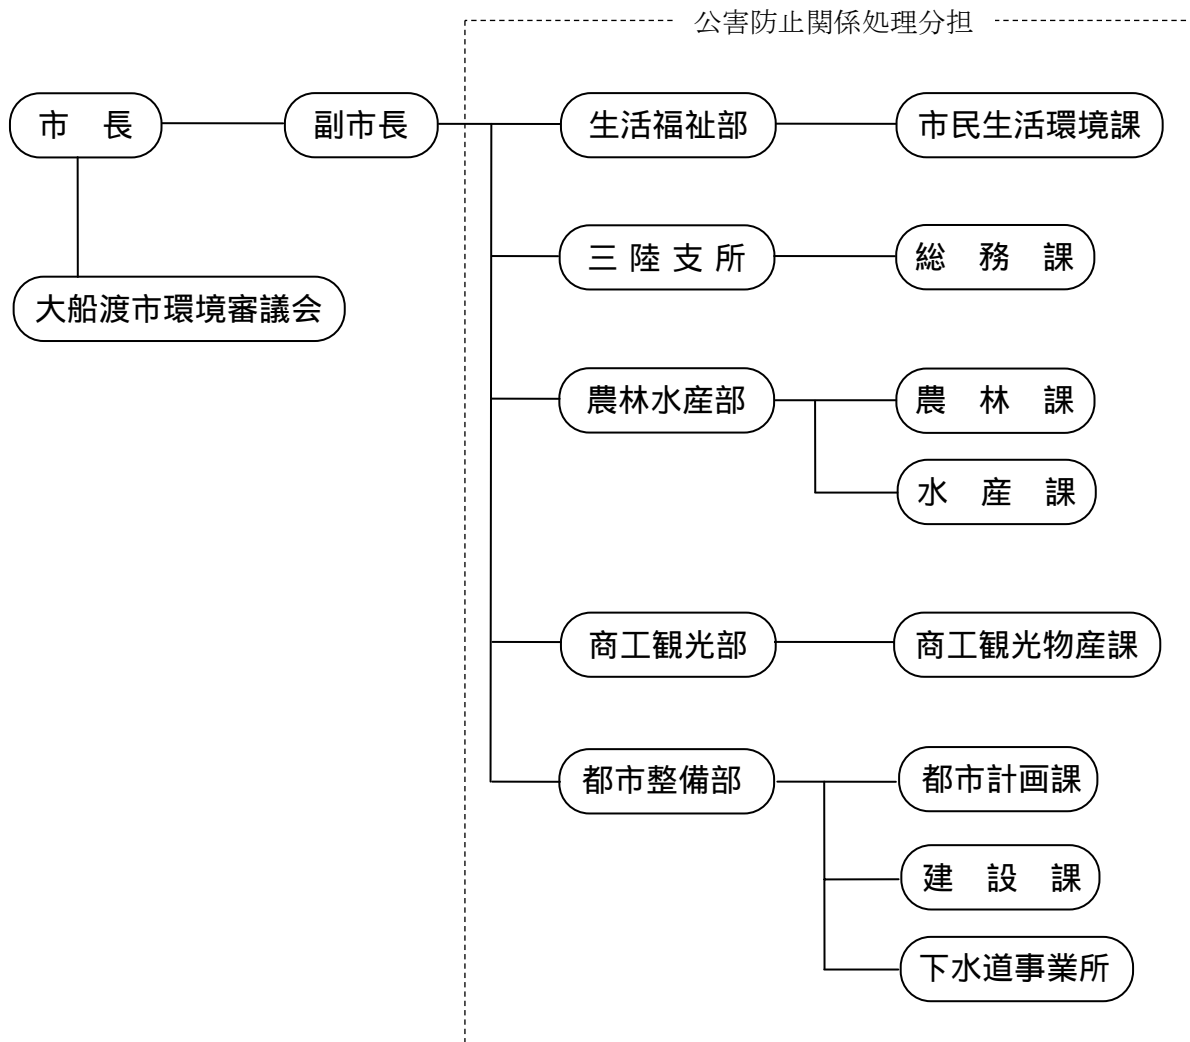 公害防止関係処理分担
市　長
副市長
生活福祉部
市民生活環境課
三 陸 支 所
総　務　課
大船渡市環境審議会
農林水産部
農　林　課
水　産　課
商工観光部
商工観光物産課
都市整備部
都市計画課
建　設　課
下水道事業所